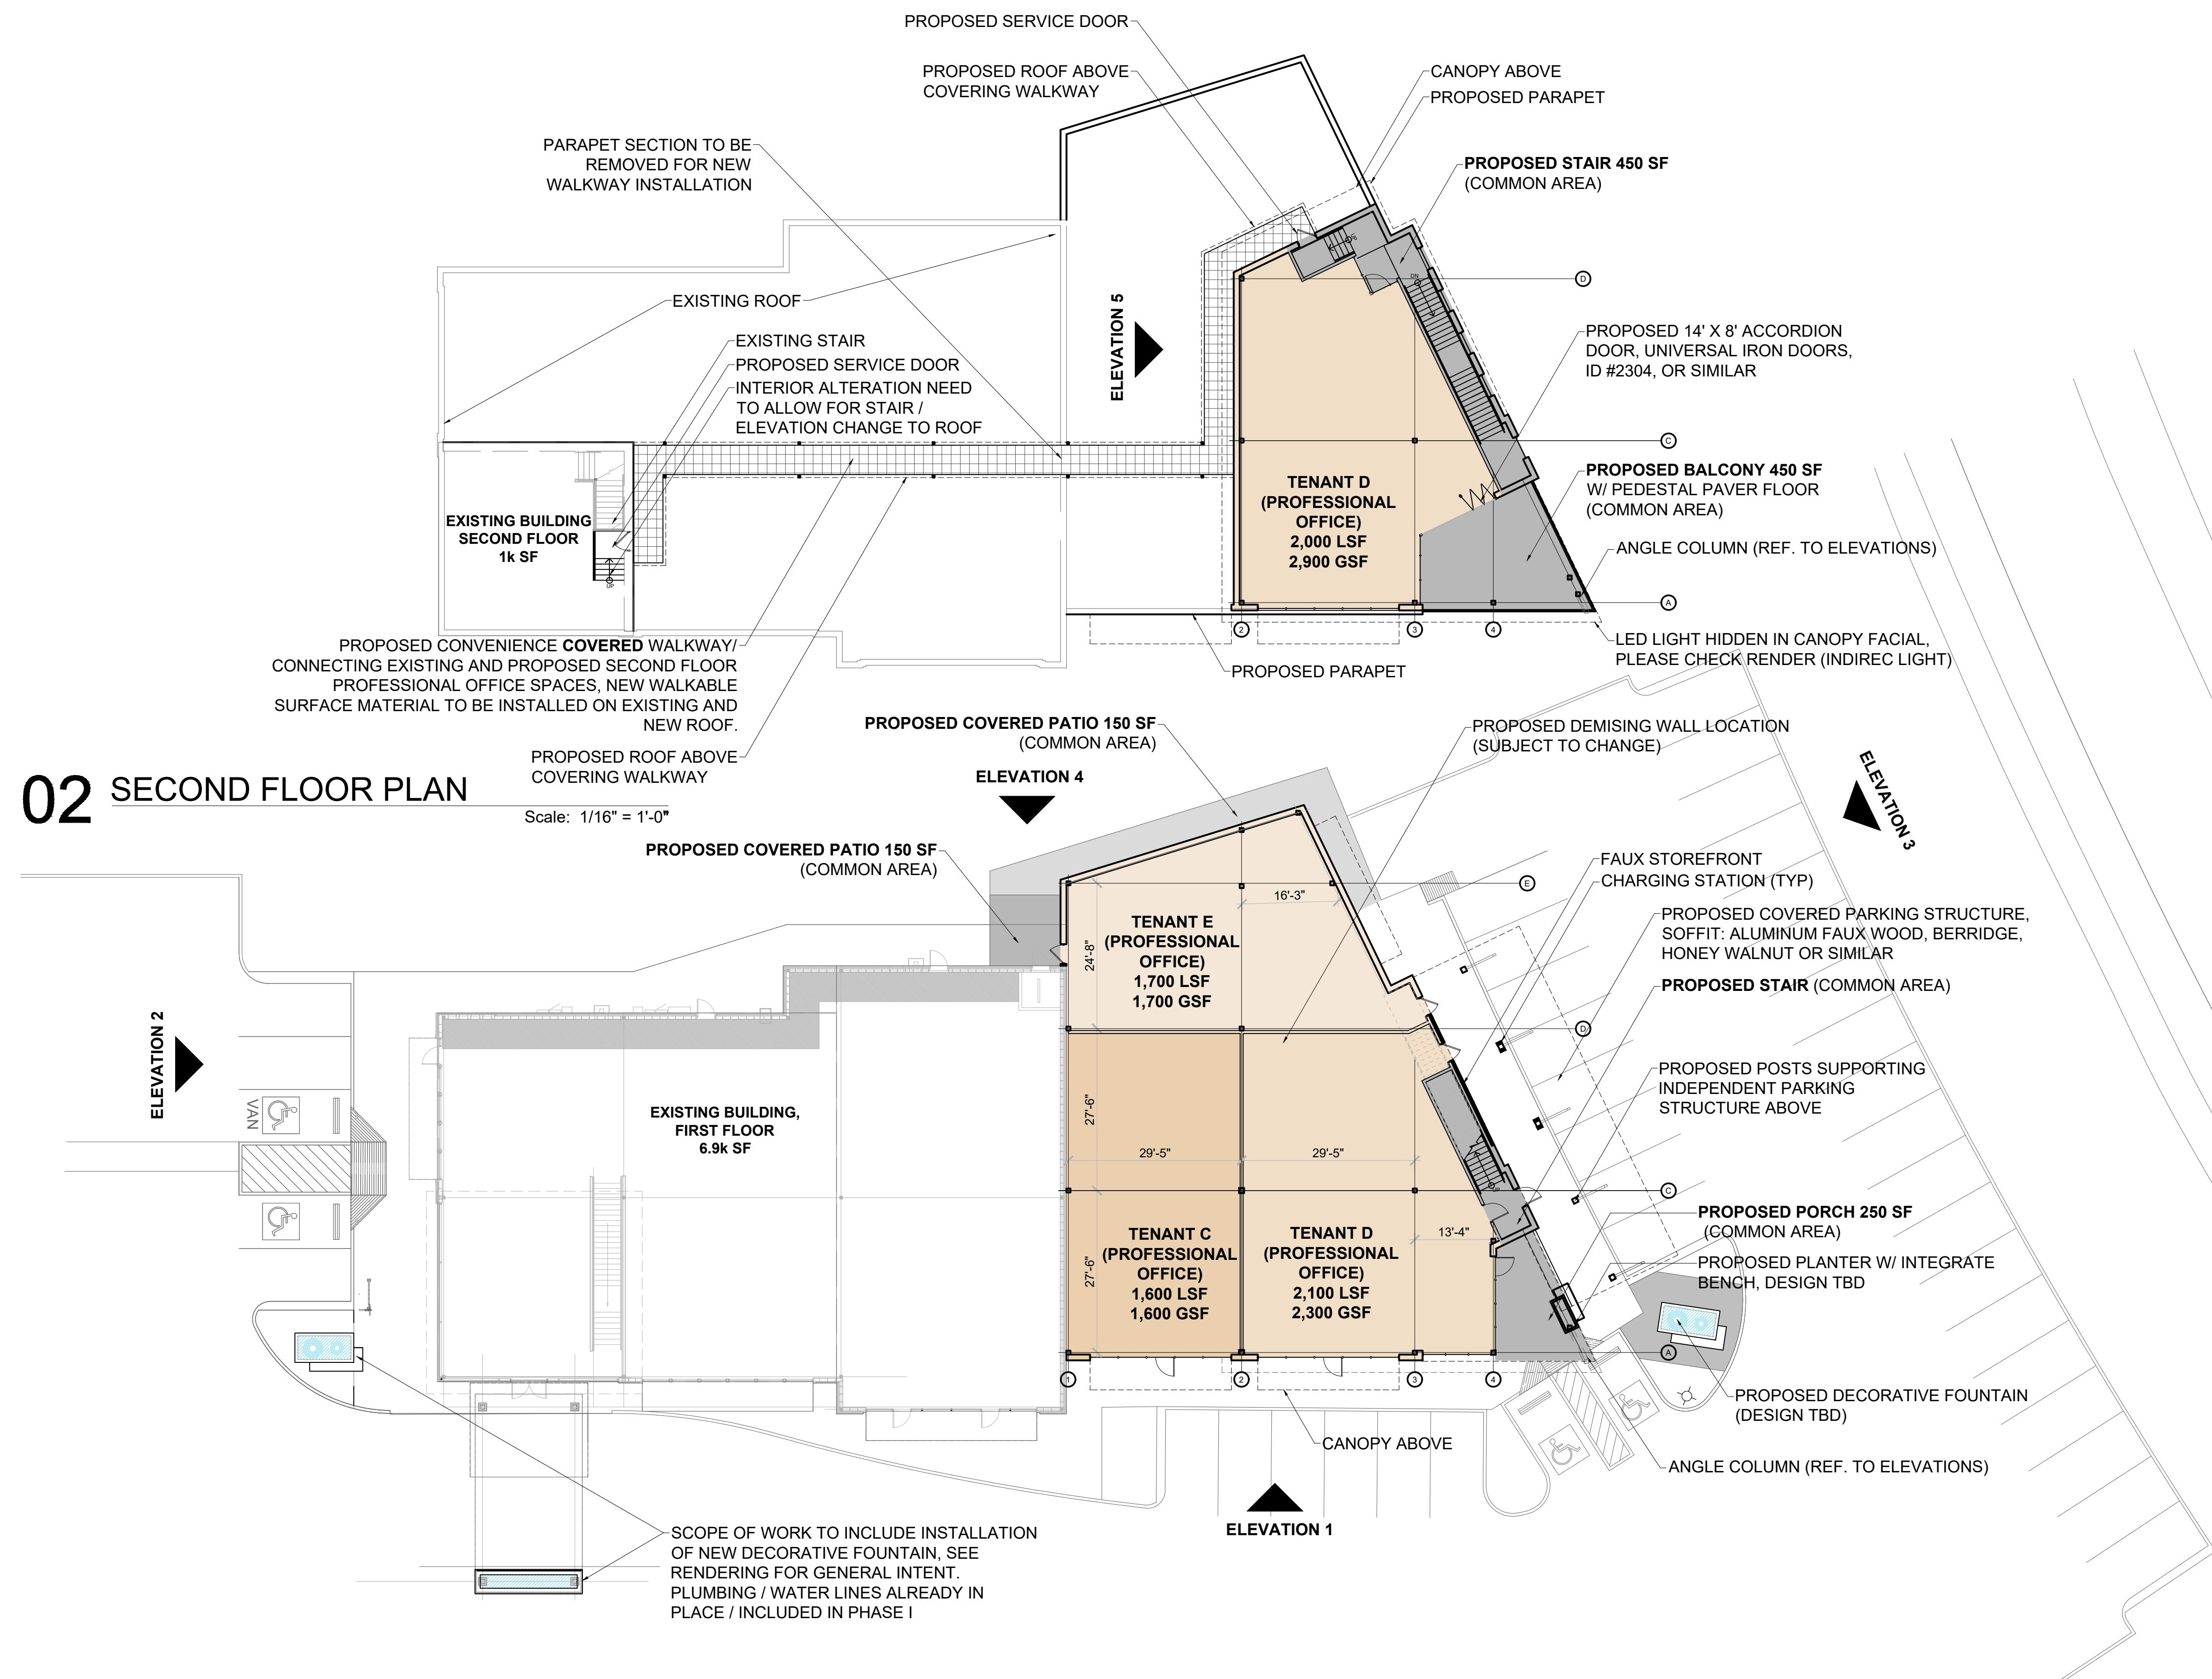 PROPOSED SERVICE DOOR
PROPOSED ROOF ABOVE
COVERING WALKWAY
CANOPY ABOVE
PROPOSED PARAPET
PARAPET SECTION TO BE
REMOVED FOR NEW
WALKWAY INSTALLATION
PROPOSED STAIR 450 SF
(COMMON AREA)
UP
DN
D
EXISTING ROOF
ELEVATION 5
EXISTING STAIR
PROPOSED SERVICE DOOR
INTERIOR ALTERATION NEED
TO ALLOW FOR STAIR /
ELEVATION CHANGE TO ROOF
PROPOSED 14' X 8' ACCORDION
DOOR, UNIVERSAL IRON DOORS,
ID #2304, OR SIMILAR
C
PROPOSED BALCONY 450 SF
W/ PEDESTAL PAVER FLOOR
(COMMON AREA)
TENANT D
(PROFESSIONAL
OFFICE)
2,000 LSF
2,900 GSF
EXISTING BUILDING
SECOND FLOOR
1k SF
UP
ANGLE COLUMN (REF. TO ELEVATIONS)
A
2
3
4
LED LIGHT HIDDEN IN CANOPY FACIAL,
PLEASE CHECK RENDER (INDIREC LIGHT)
PROPOSED CONVENIENCE COVERED WALKWAY/
CONNECTING EXISTING AND PROPOSED SECOND FLOOR
PROFESSIONAL OFFICE SPACES, NEW WALKABLE
SURFACE MATERIAL TO BE INSTALLED ON EXISTING AND
NEW ROOF.
PROPOSED PARAPET
PROPOSED ROOF ABOVE
COVERING WALKWAY
02 SECOND FLOOR PLAN
Scale: 1/16" = 1'-0"
PROPOSED COVERED PATIO 150 SF
(COMMON AREA)
ELEVATION 4
PROPOSED DEMISING WALL LOCATION
(SUBJECT TO CHANGE)
ELEVATION 3
PROPOSED COVERED PATIO 150 SF
(COMMON AREA)
FAUX STOREFRONT
CHARGING STATION (TYP)
E
16'-3"
PROPOSED COVERED PARKING STRUCTURE,
SOFFIT: ALUMINUM FAUX WOOD, BERRIDGE,
HONEY WALNUT OR SIMILAR
TENANT E
(PROFESSIONAL
OFFICE)
1,700 LSF
1,700 GSF
24'-8"
PROPOSED STAIR (COMMON AREA)
D
ELEVATION 2
VAN
PROPOSED POSTS SUPPORTING
INDEPENDENT PARKING
STRUCTURE ABOVE
EXISTING BUILDING,
FIRST FLOOR
6.9k SF
27'-6"
29'-5"
29'-5"
UP
C
TENANT C
(PROFESSIONAL
OFFICE)
1,600 LSF
1,600 GSF
27'-6"
TENANT D
(PROFESSIONAL
OFFICE)
2,100 LSF
2,300 GSF
13'-4"
PROPOSED PORCH 250 SF
(COMMON AREA)
PROPOSED PLANTER W/ INTEGRATE
BENCH, DESIGN TBD
A
1
2
3
4
PROPOSED DECORATIVE FOUNTAIN
(DESIGN TBD)
CANOPY ABOVE
ANGLE COLUMN (REF. TO ELEVATIONS)
ELEVATION 1
SCOPE OF WORK TO INCLUDE INSTALLATION
OF NEW DECORATIVE FOUNTAIN, SEE
RENDERING FOR GENERAL INTENT.
PLUMBING / WATER LINES ALREADY IN
PLACE / INCLUDED IN PHASE I